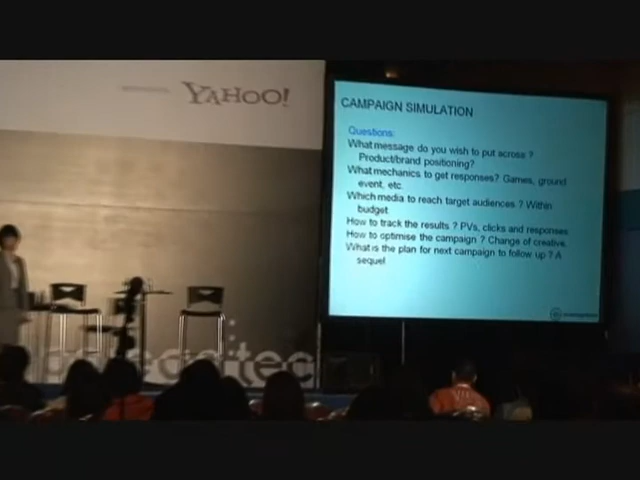 YAHOO!
CAMPAIGN SIMULATION
Questions:
What message do you wish to put across ?
Product/brand positioning?
What mechanics to get responses? Games, ground
event, etc.
Which media to reach target audiences ? Within
budget.
How to track the results ? PVs, clicks and responses
How to optimise the campaign ? Change of creative.
What is the plan for next campaign to follow up ? A
sequel